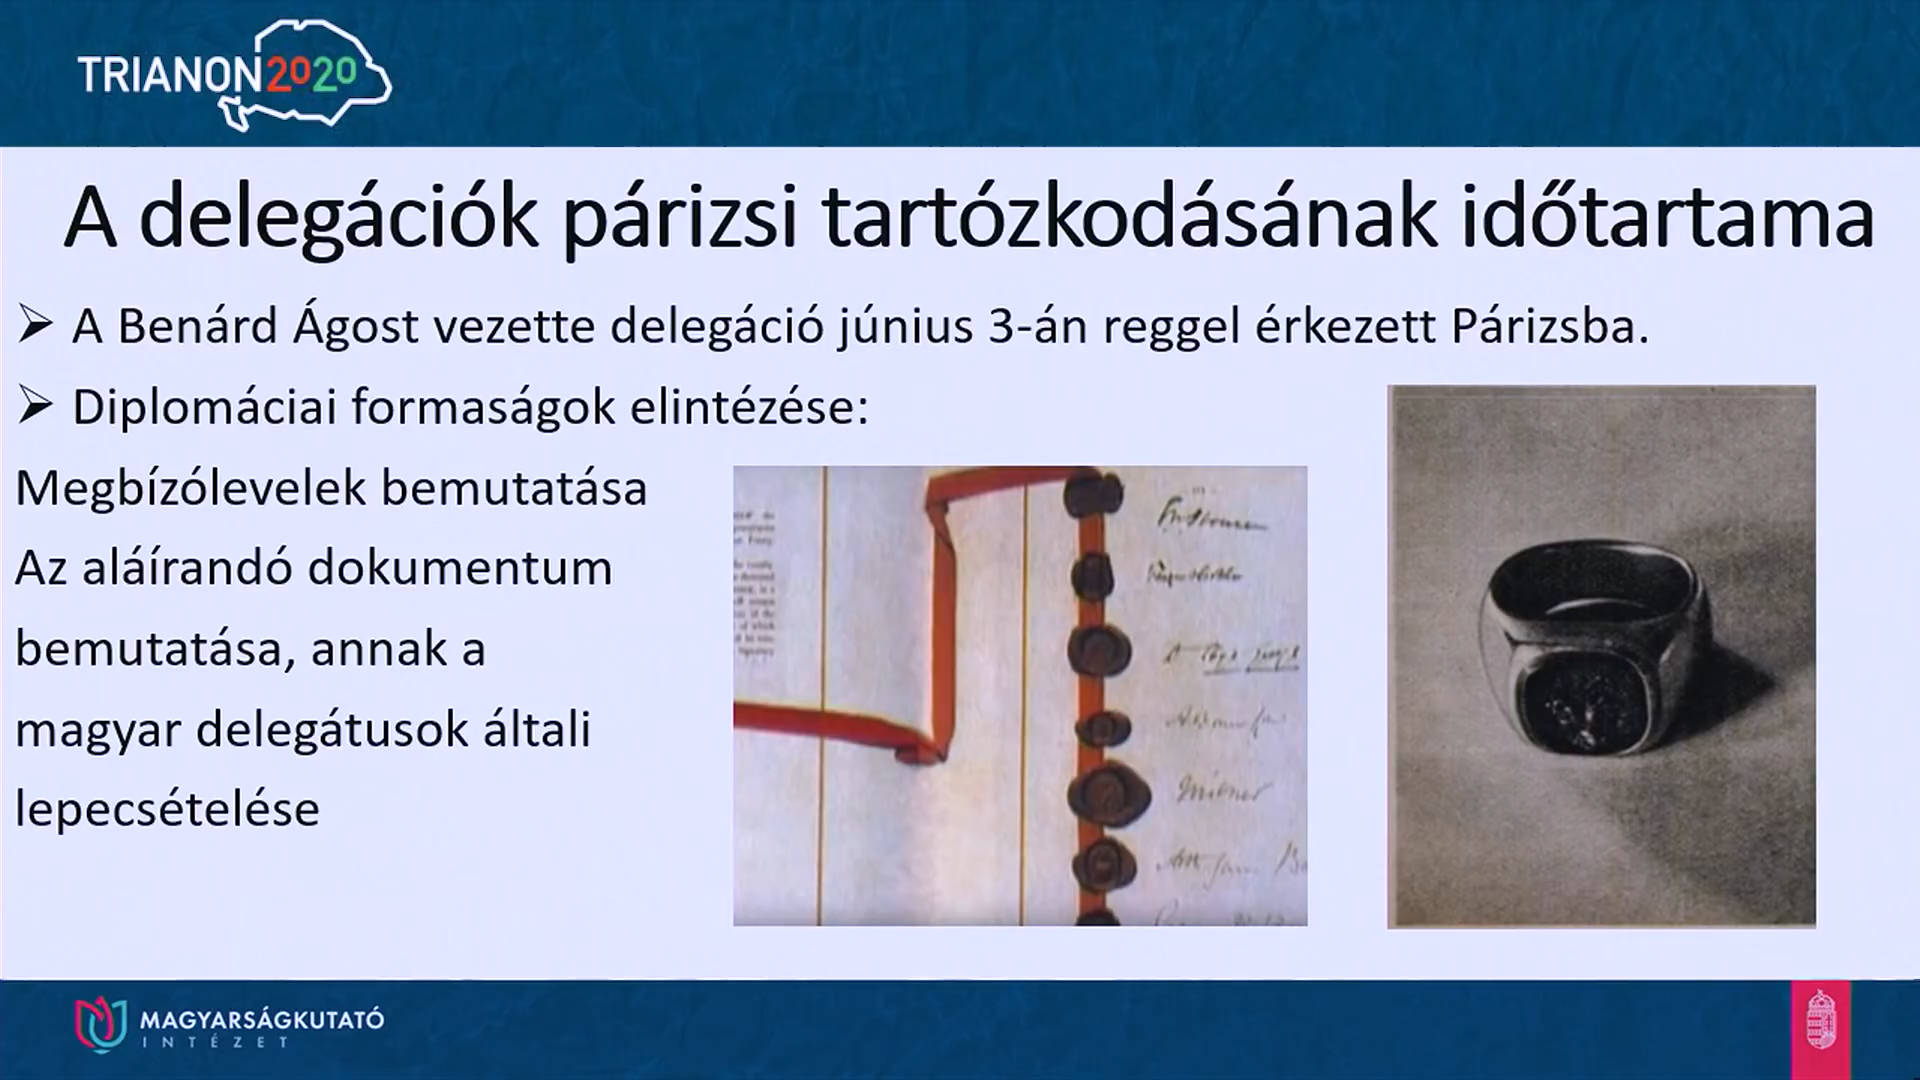 TRIANON2020
A delegációk párizsi tartózkodásának időtartama
➢ A Benárd Ágost vezette delegáció június 3-án reggel érkezett Párizsba.
➢ Diplomáciai formaságok elintézése:
Megbízólevelek bemutatása
Az aláírandó dokumentum
bemutatása, annak a
magyar delegátusok általi
lepecsételése
Milner
MAGYARSÁGKUTATÓ
INTÉZET